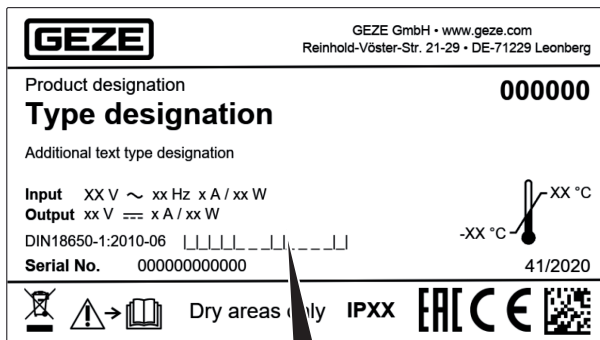 GEZE
GEZE GmbH • www.geze.com
Reinhold-Vöster-Str. 21-29 • DE-71229 Leonberg
Product designation
000000
Type designation
Additional text type designation
Input XX V ~ xx Hz x A / xx W
Output xx V ⎓ x A / xx W
XX °C
-XX °C
DIN18650-1:2010-06 |_|_|_|_|_ _ _|_|_ _ _ _|_|
Serial No. 000000000000
41/2020
Dry areas only IPXX EAC CE